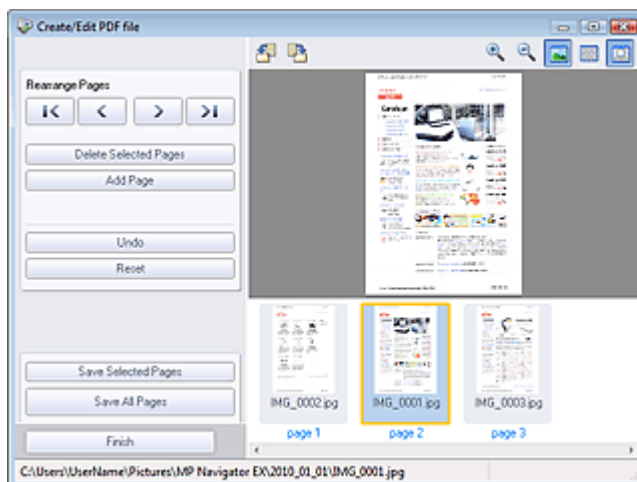 Create/Edit PDF file
Rearrange Pages
Delete Selected Pages
Add Page
Undo
Reset
Save Selected Pages
Save All Pages
Finish
IMG_0002.jpg
IMG_0001.jpg
IMG_0003.jpg
page 1
page 2
page 3
C:\Users\UserName\Pictures\MP Navigator EX\2010_01_01\IMG_0001.jpg